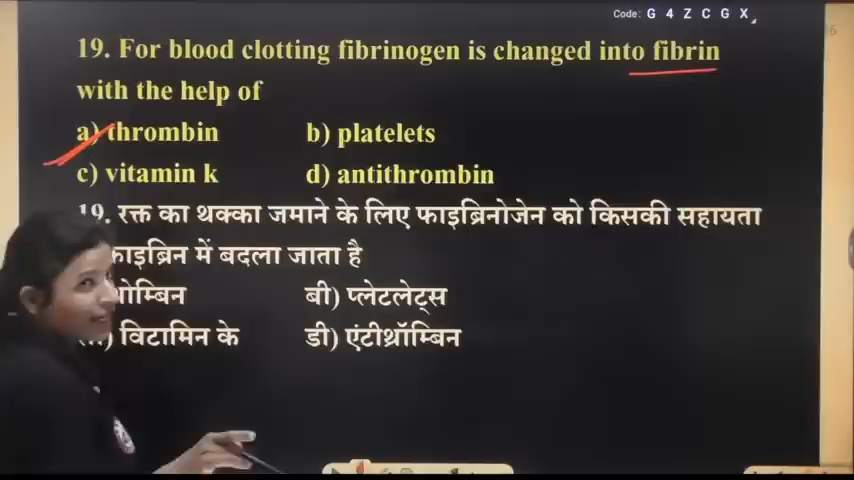 Code: G 4 Z C G X
19. For blood clotting fibrinogen is changed into fibrin
with the help of
a) thrombin b) platelets
c) vitamin k d) antithrombin
19. रक्त का थक्का जमाने के लिए फाइब्रिनोजेन को किसकी सहायता
फाइब्रिन में बदला जाता है
बी) प्लेटलेट्स
विटामिन के डी) एंटीथ्रॉम्बिन